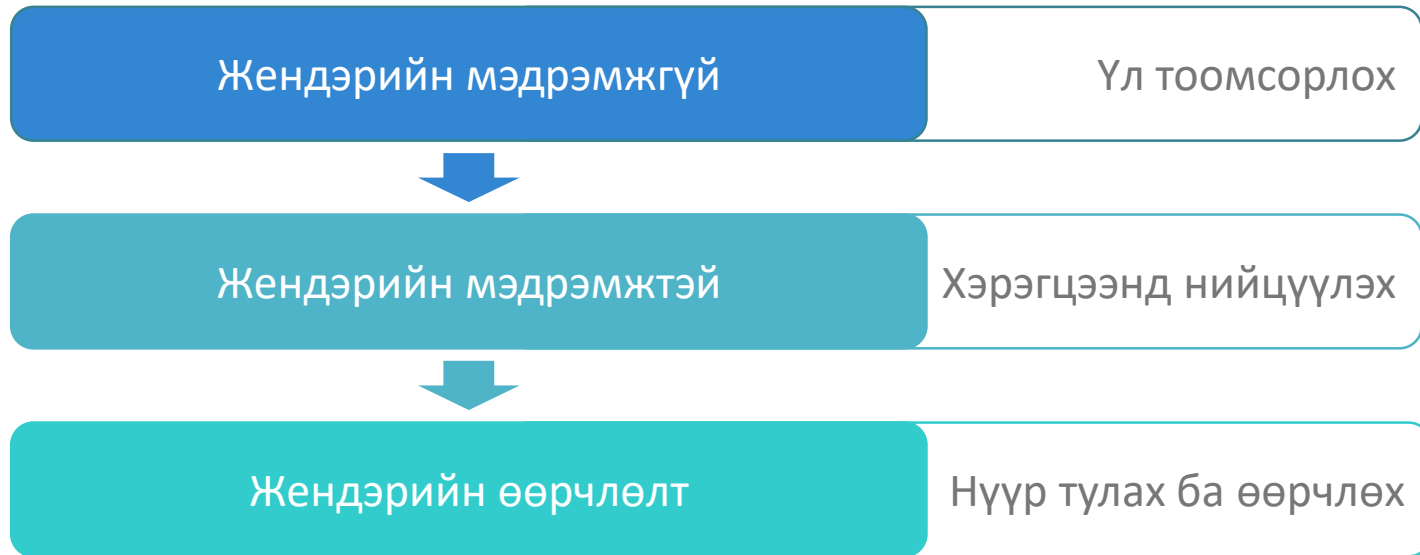 Жендэрийн мэдрэмжгүй
Үл тоомсорлох
Жендэрийн мэдрэмжтэй
Хэрэгцээнд нийцүүлэх
Жендэрийн өөрчлөлт
Нүүр тулах ба өөрчлөх